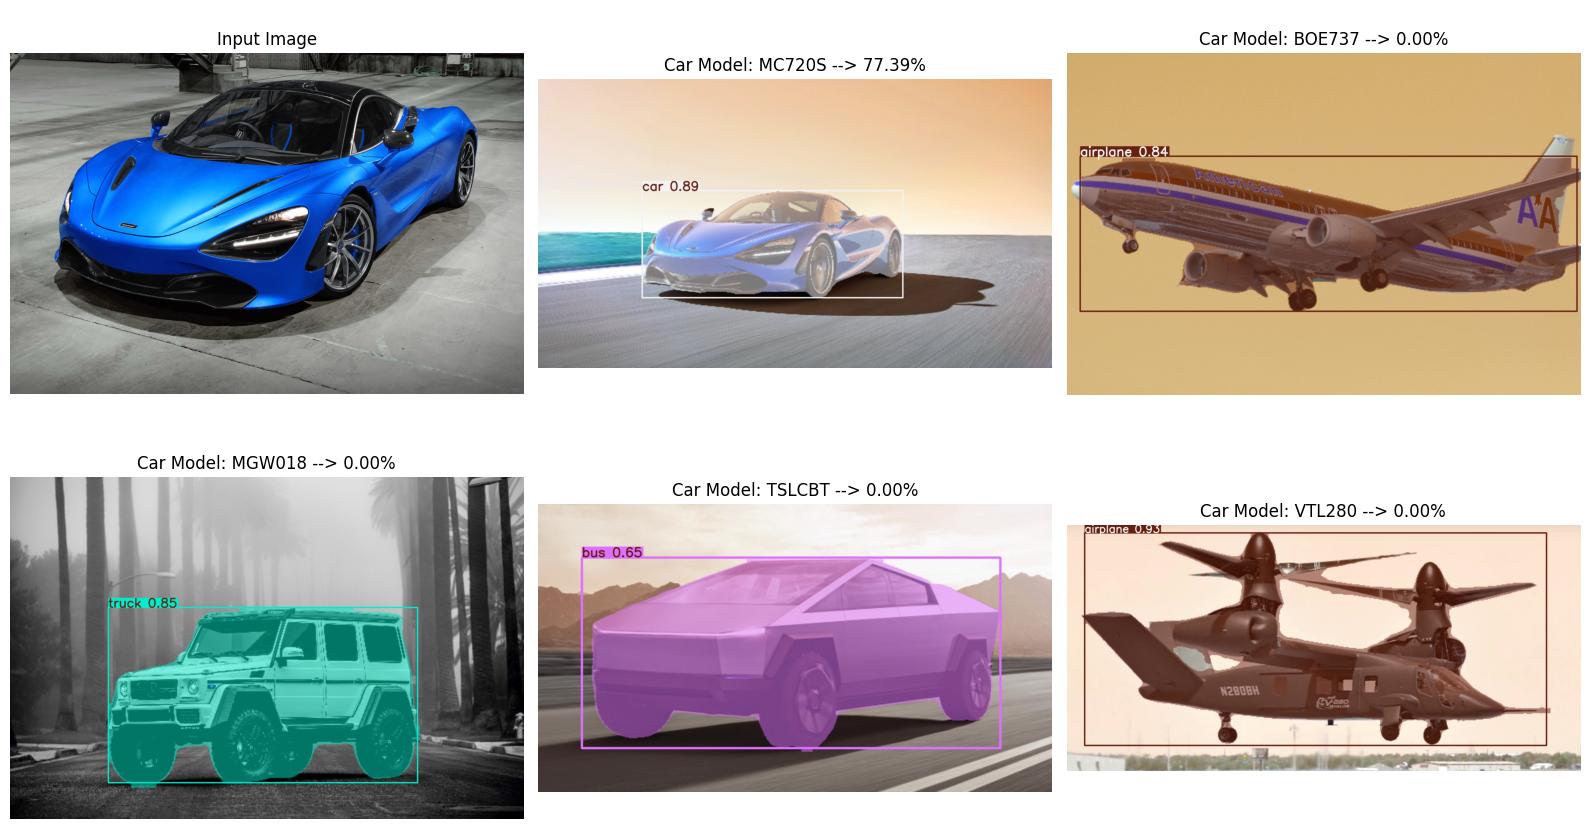 Input Image
Car Model: MC720S --> 77.39%
car 0.89
Car Model: BOE737 --> 0.00%
airplane 0.84
American
AA
Car Model: MGW018 --> 0.00%
truck 0.85
Car Model: TSLCBT --> 0.00%
bus 0.65
Car Model: VTL280 --> 0.00%
airplane 0.93
N280BH
V280